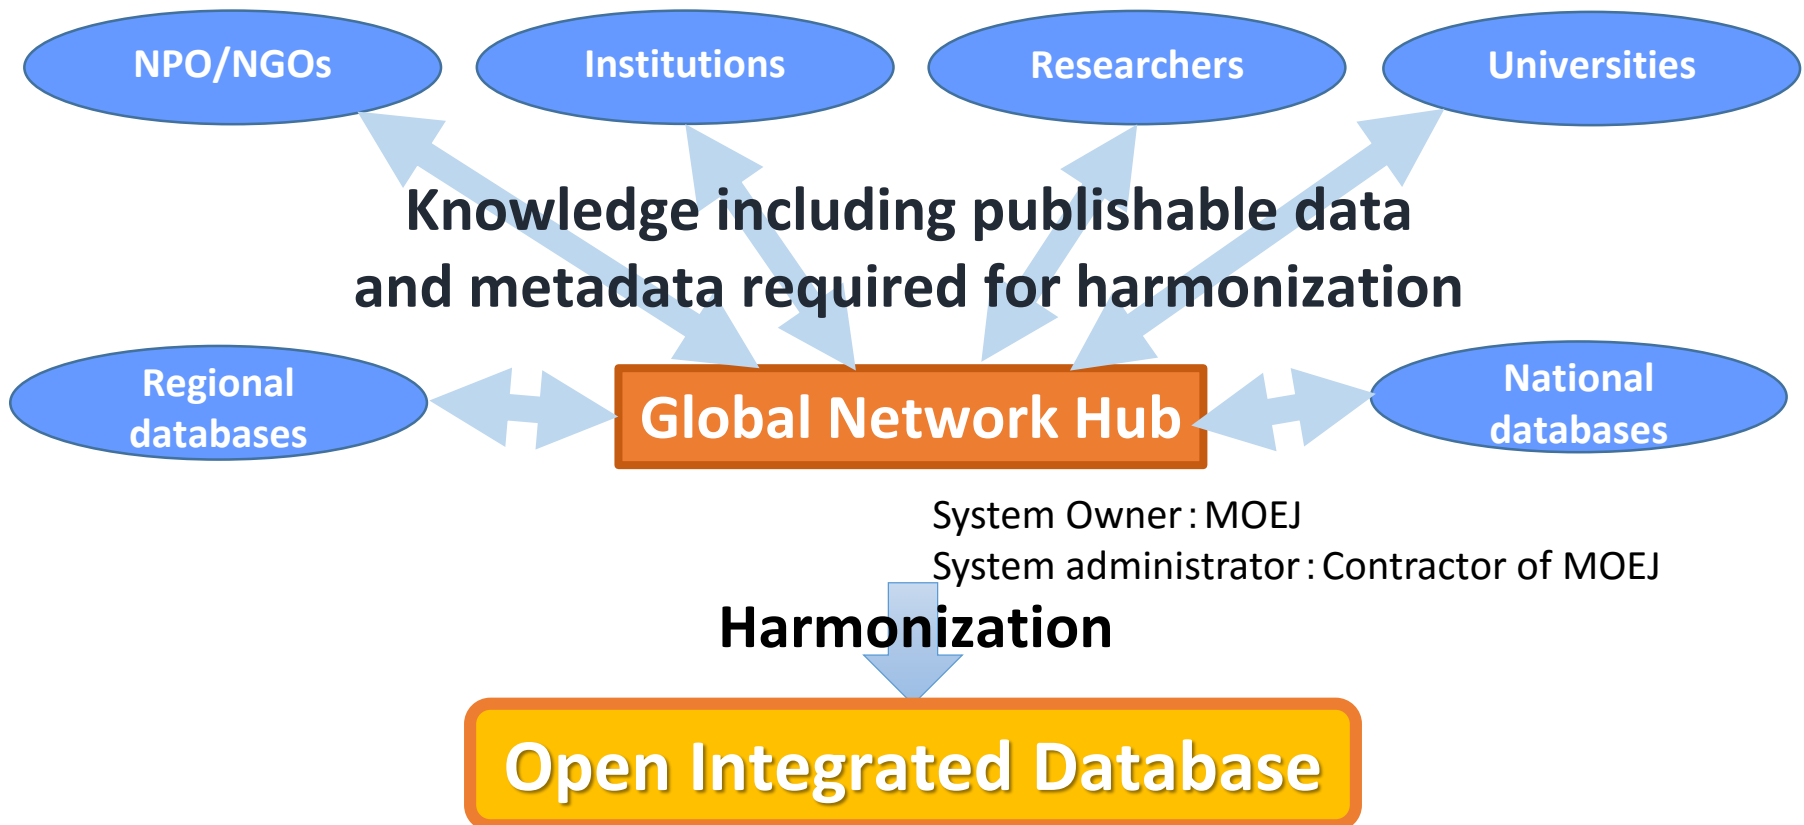 NPO/NGOs
Institutions
Researchers
Universities
Knowledge including publishable data
and metadata required for harmonization
Regional
databases
Global Network Hub
National
databases
System Owner : MOEJ
System administrator : Contractor of MOEJ
Harmonization
Open Integrated Database